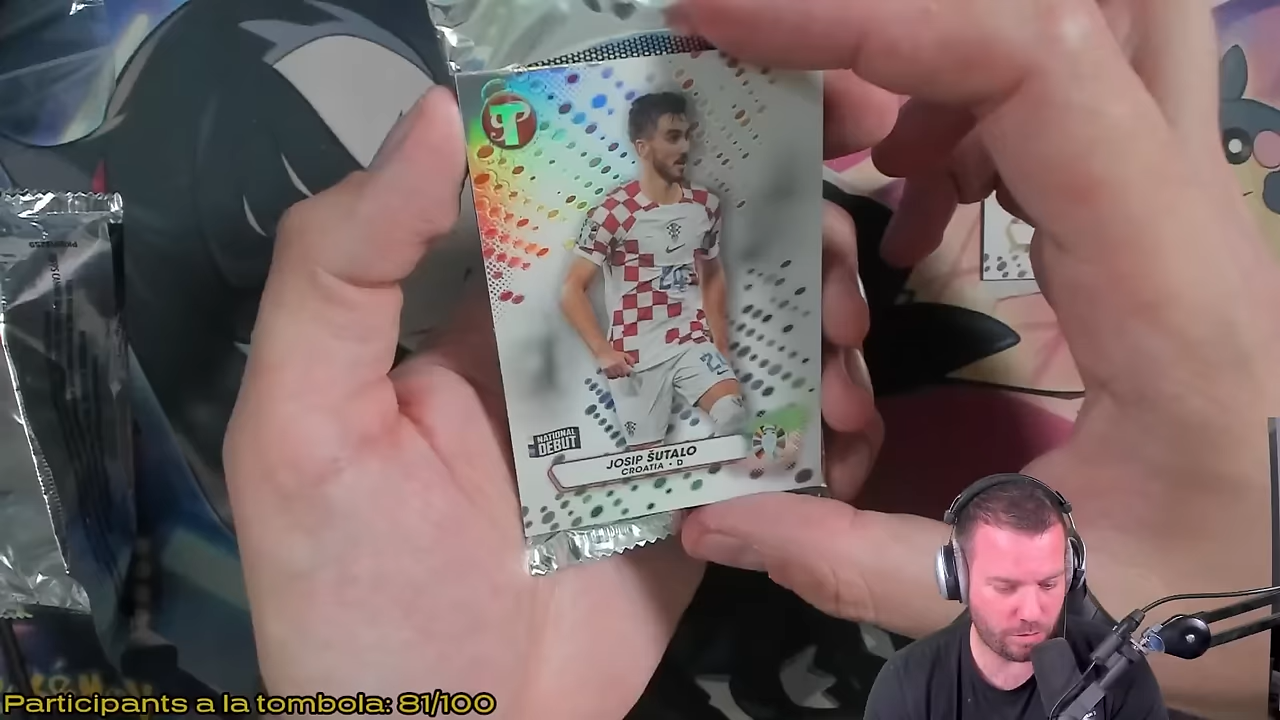 NATIONAL
DEBUT
JOSIP ŠUTALO
CROATIA • D
Participants a la tombola: 81/100